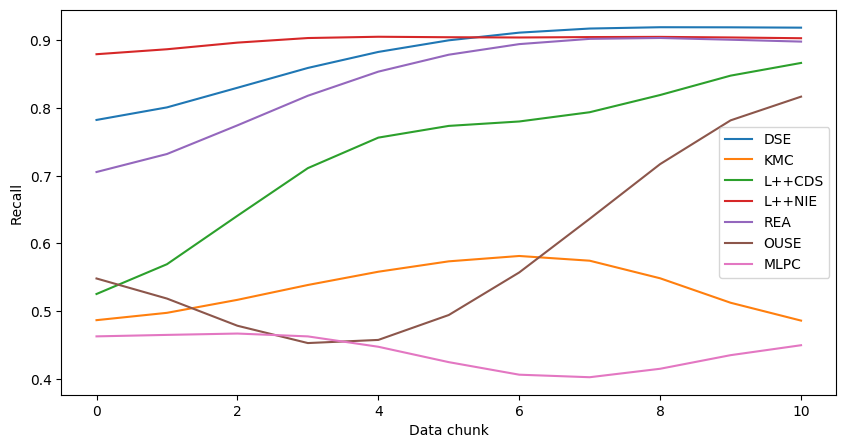 0.9
0.8
0.7
0.6
0.5
0.4
Recall
0
2
4
6
8
10
Data chunk
DSE
KMC
L++CDS
L++NIE
REA
OUSE
MLPC